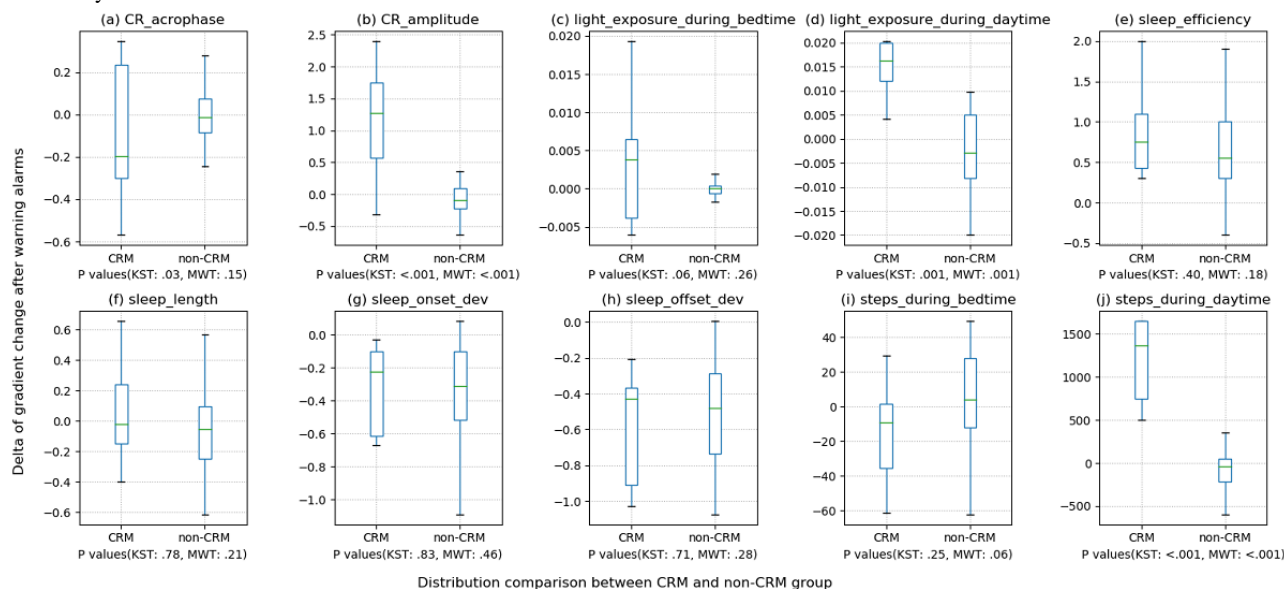 (a) CR_acrophase
(b) CR_amplitude
(c) light_exposure_during_bedtime
(d) light_exposure_during_daytime
(e) sleep_efficiency
0.2
0.0
−0.2
−0.4
−0.6
2.5
2.0
1.5
1.0
0.5
0.0
−0.5
0.020
0.015
0.010
0.005
0.000
−0.005
0.020
0.015
0.010
0.005
0.000
−0.005
−0.010
−0.015
−0.020
2.0
1.5
1.0
0.5
0.0
−0.5
CRM non-CRM
CRM non-CRM
CRM non-CRM
CRM non-CRM
CRM non-CRM
P values(KST: .03, MWT: .15)
P values(KST: <.001, MWT: <.001)
P values(KST: .06, MWT: .26)
P values(KST: .001, MWT: .001)
P values(KST: .40, MWT: .18)
Delta of gradient change after warning alarms
(f) sleep_length
(g) sleep_onset_dev
(h) sleep_offset_dev
(i) steps_during_bedtime
(j) steps_during_daytime
0.6
0.4
0.2
0.0
−0.2
−0.4
−0.6
−0.0
−0.2
−0.4
−0.6
−0.8
−1.0
0.0
−0.2
−0.4
−0.6
−0.8
−1.0
40
20
0
−20
−40
−60
1500
1000
500
0
−500
CRM non-CRM
CRM non-CRM
CRM non-CRM
CRM non-CRM
CRM non-CRM
P values(KST: .78, MWT: .21)
P values(KST: .83, MWT: .46)
P values(KST: .71, MWT: .28)
P values(KST: .25, MWT: .06)
P values(KST: <.001, MWT: <.001)
Distribution comparison between CRM and non-CRM group